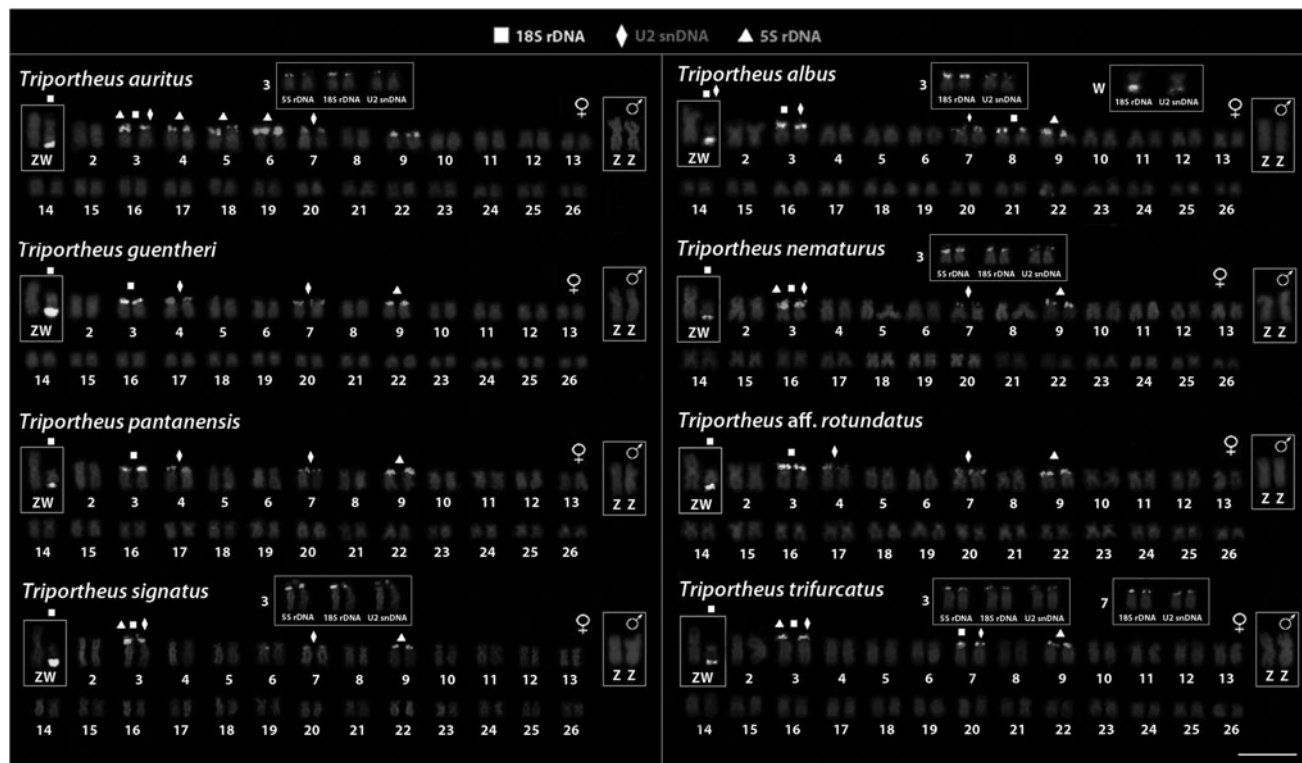 18S rDNA U2 snDNA 5S rDNA
Triportheus auritus
3
5S rDNA 18S rDNA U2 snDNA
♀ ♂
ZW 2 3 4 5 6 7 8 9 10 11 12 13 Z Z
14 15 16 17 18 19 20 21 22 23 24 25 26
Triportheus guentheri
♀ ♂
ZW 2 3 4 5 6 7 8 9 10 11 12 13 Z Z
14 15 16 17 18 19 20 21 22 23 24 25 26
Triportheus pantanensis
♀ ♂
ZW 2 3 4 5 6 7 8 9 10 11 12 13 Z Z
14 15 16 17 18 19 20 21 22 23 24 25 26
Triportheus signatus
3
5S rDNA 18S rDNA U2 snDNA
♀ ♂
ZW 2 3 4 5 6 7 8 9 10 11 12 13 Z Z
14 15 16 17 18 19 20 21 22 23 24 25 26
Triportheus albus
3
18S rDNA U2 snDNA
W
18S rDNA U2 snDNA
♀ ♂
ZW 2 3 4 5 6 7 8 9 10 11 12 13 Z Z
14 15 16 17 18 19 20 21 22 23 24 25 26
Triportheus nematurus
3
5S rDNA 18S rDNA U2 snDNA
♀ ♂
ZW 2 3 4 5 6 7 8 9 10 11 12 13 Z Z
14 15 16 17 18 19 20 21 22 23 24 25 26
Triportheus aff. rotundatus
♀ ♂
ZW 2 3 4 5 6 7 8 9 10 11 12 13 Z Z
14 15 16 17 18 19 20 21 22 23 24 25 26
Triportheus trifurcatus
3
5S rDNA 18S rDNA U2 snDNA
7
18S rDNA U2 snDNA
♀ ♂
ZW 2 3 4 5 6 7 8 9 10 11 12 13 Z Z
14 15 16 17 18 19 20 21 22 23 24 25 26